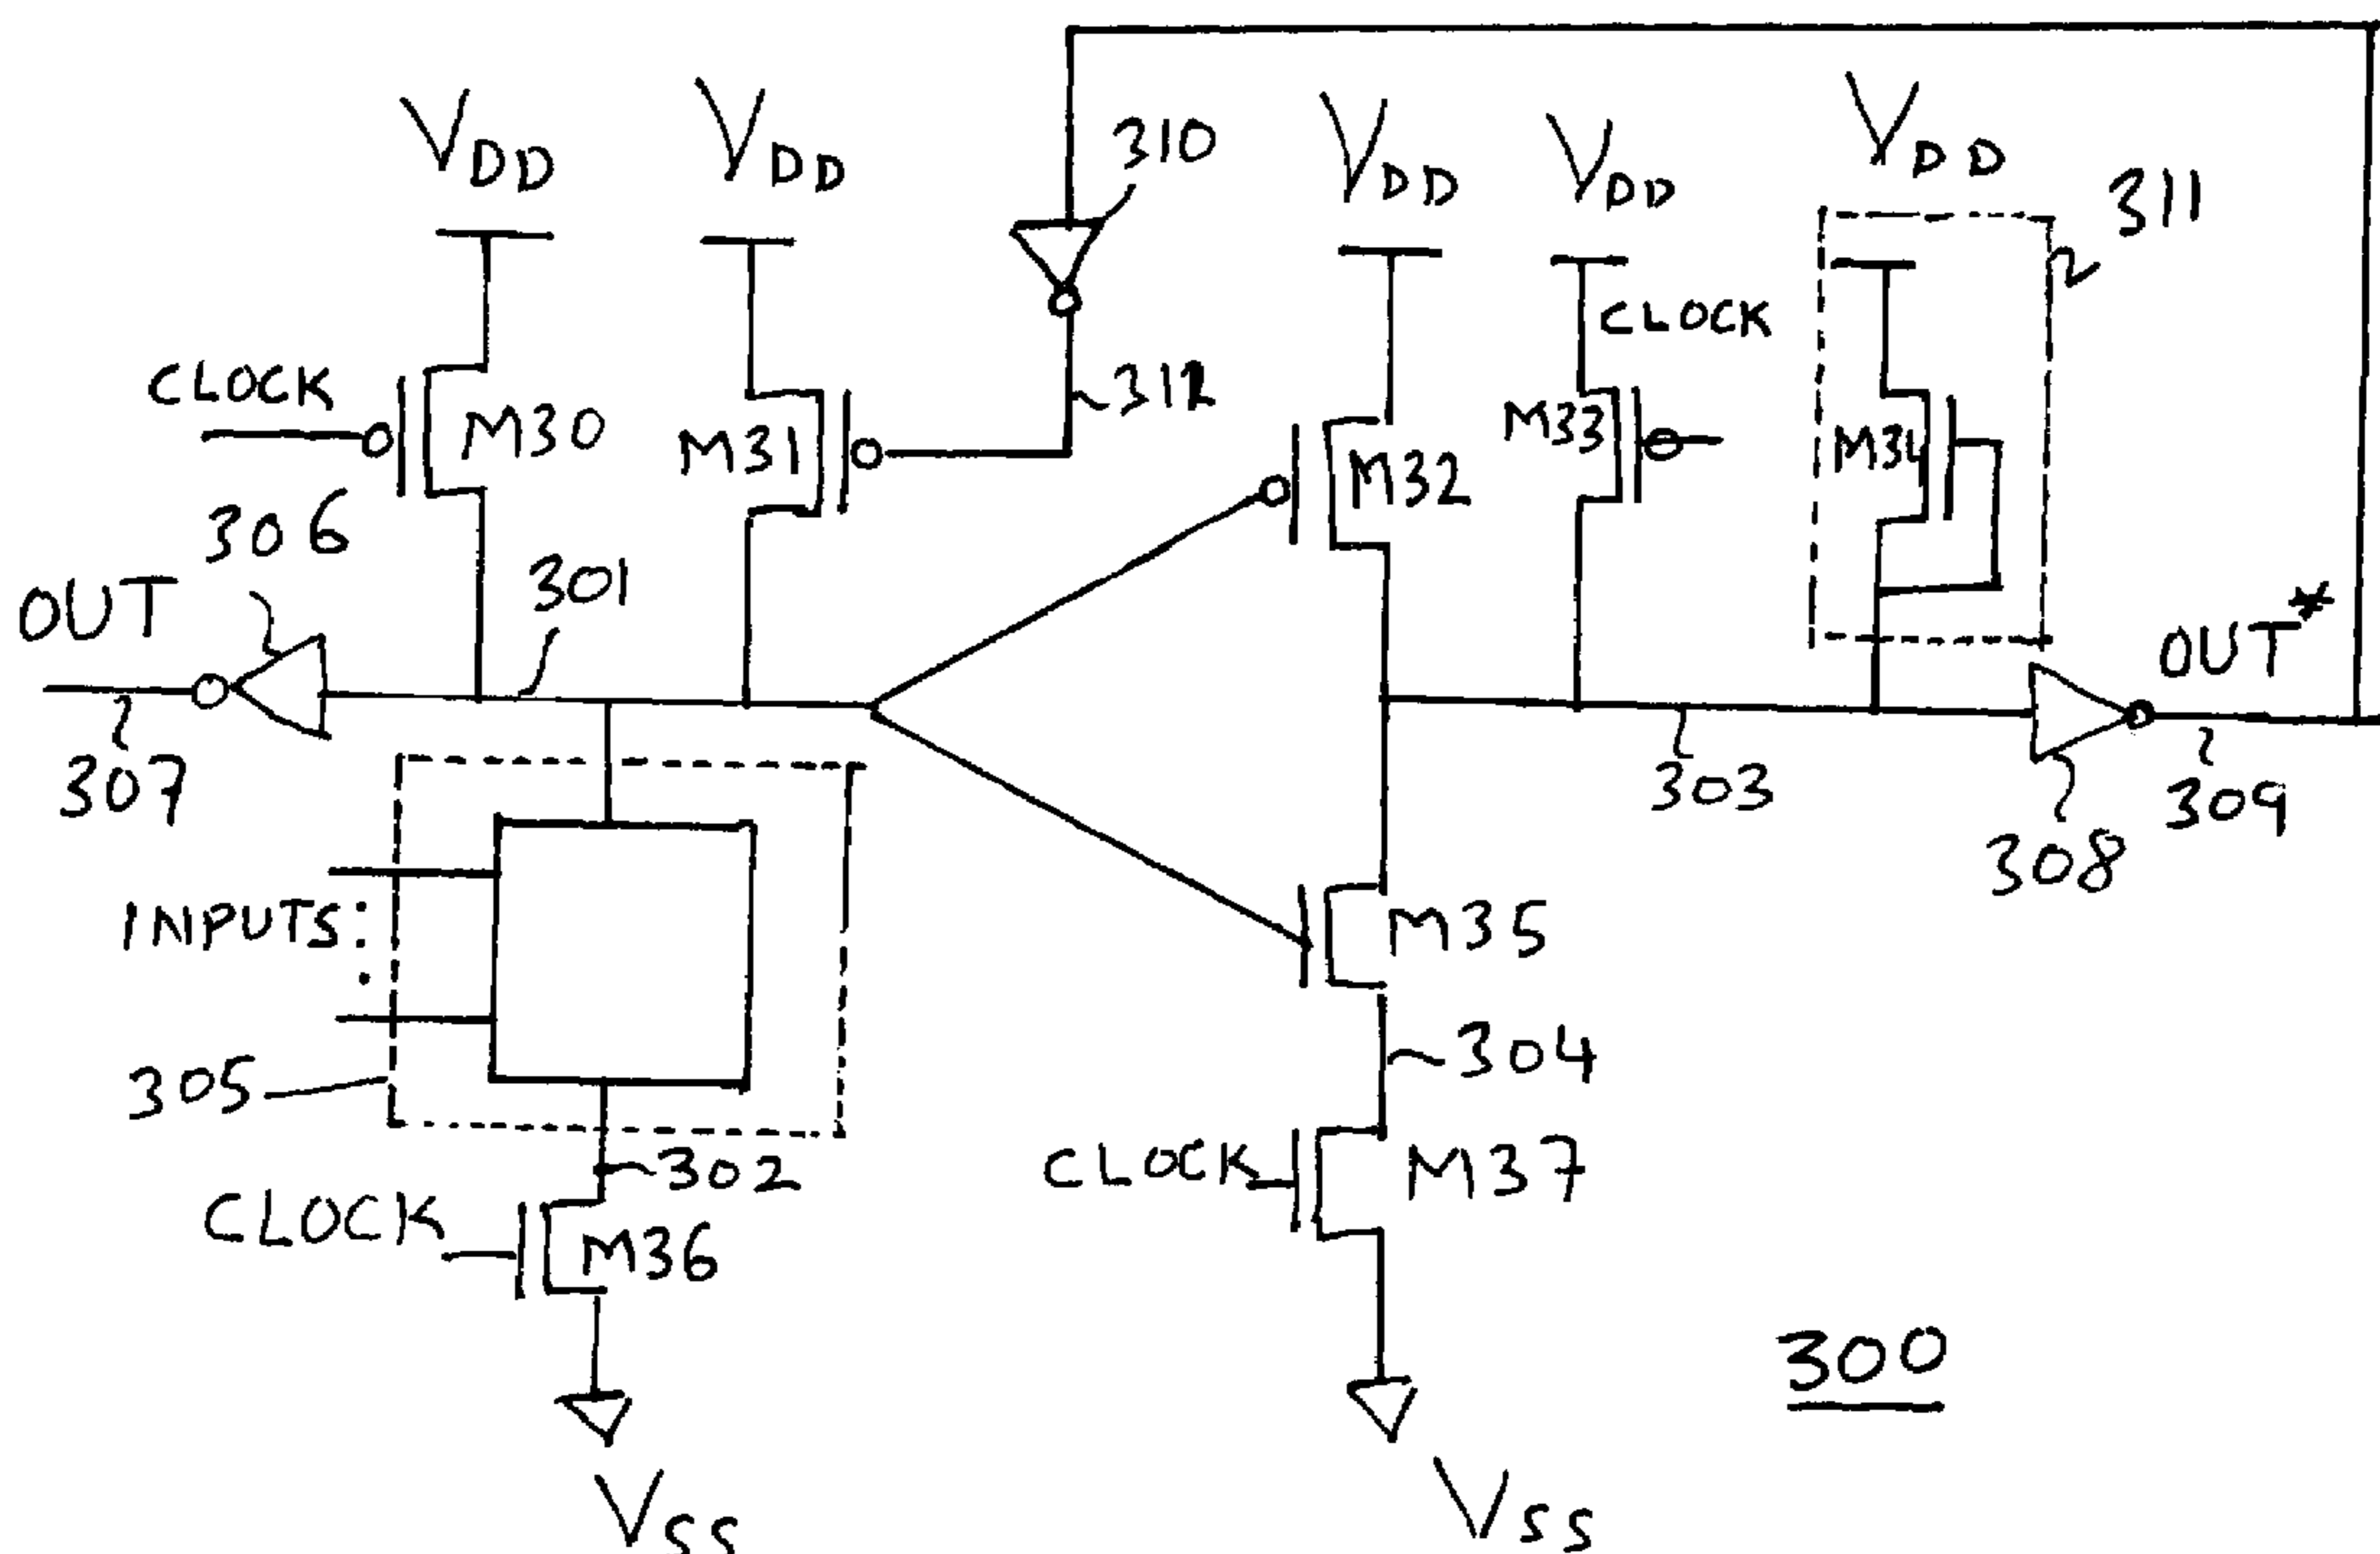 VDD
VDD
310
VDD
VDD
VDD
311
CLOCK
CLOCK
312
M30
M31
M32
M33
M34
306
301
OUT
OUT*
307
303
309
308
INPUTS:
M35
305
304
302
CLOCK
M37
CLOCK
M36
300
VSS
VSS